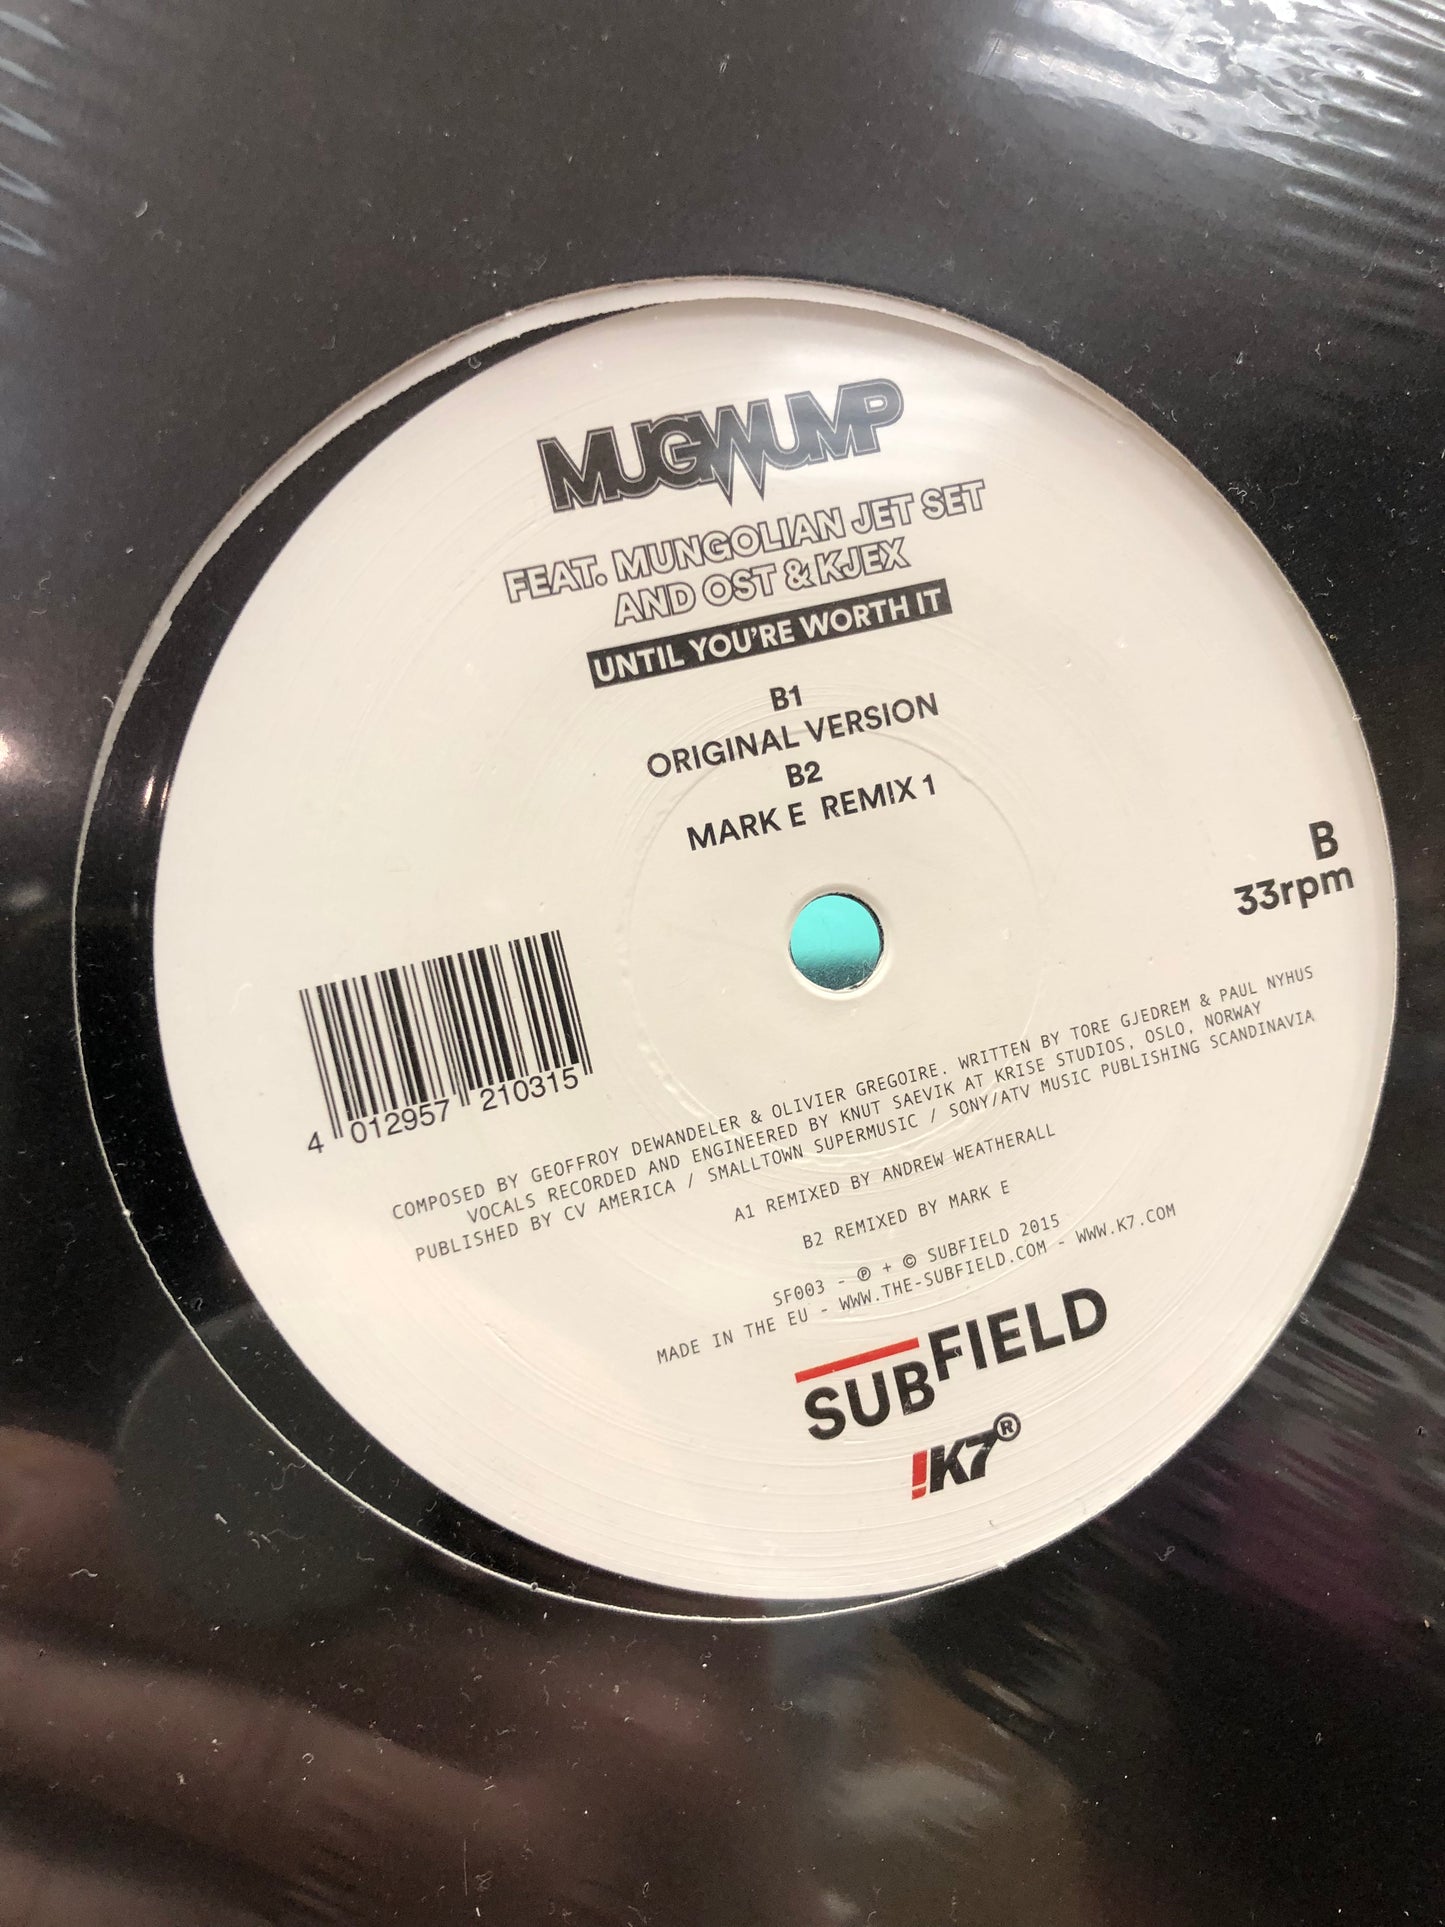 MUGWUMP
FEAT. MUNGOLIAN JET SET
AND OST & KJEX
UNTIL YOU'RE WORTH IT
B1
ORIGINAL VERSION
B2
MARK E REMIX 1
B
33rpm
4 012957 210315
COMPOSED BY GEOFFROY DEWANDELER & OLIVIER GREGOIRE. WRITTEN BY TORE GJEDREM & PAUL NYHUS
VOCALS RECORDED AND ENGINEERED BY KNUT SAEVIK AT KRISE STUDIOS, OSLO, NORWAY
PUBLISHED BY CV AMERICA / SMALLTOWN SUPERMUSIC / SONY/ATV MUSIC PUBLISHING SCANDINAVIA
A1 REMIXED BY ANDREW WEATHERALL
B2 REMIXED BY MARK E
SF003 - ℗ + © SUBFIELD 2015
MADE IN THE EU - WWW.THE-SUBFIELD.COM - WWW.K7.COM
SUBFIELD
!K7®